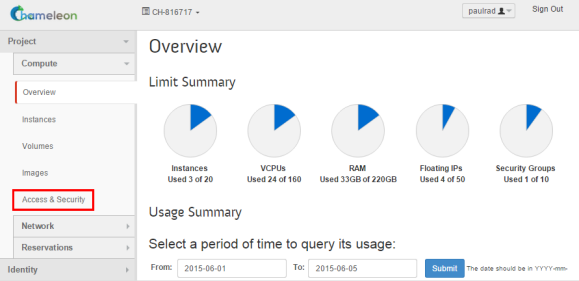 Chameleon
CH-816717
paulrad
Sign Out
Project
Compute
Overview
Instances
Volumes
Images
Access & Security
Network
Reservations
Identity
Overview
Limit Summary
Instances
Used 3 of 20
VCPUs
Used 24 of 160
RAM
Used 33GB of 220GB
Floating IPs
Used 4 of 50
Security Groups
Used 1 of 10
Usage Summary
Select a period of time to query its usage:
From: 2015-06-01 To: 2015-06-05 Submit The date should be in YYYY-mm-